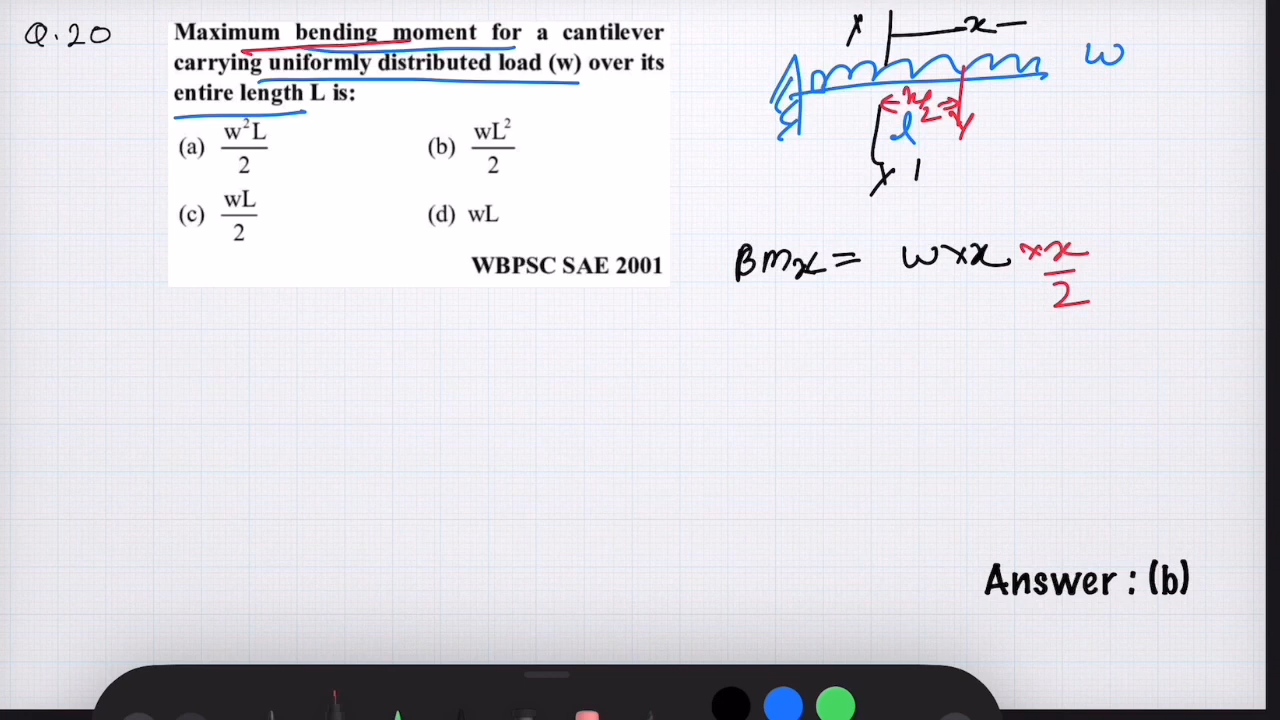 Q.20
Maximum bending moment for a cantilever
carrying uniformly distributed load (w) over its
entire length L is:
(a) w²L/2
(b) wL²/2
(c) wL/2
(d) wL
WBPSC SAE 2001
x x
w
x/2
l
x
BMx = w×x × x/2
Answer : (b)